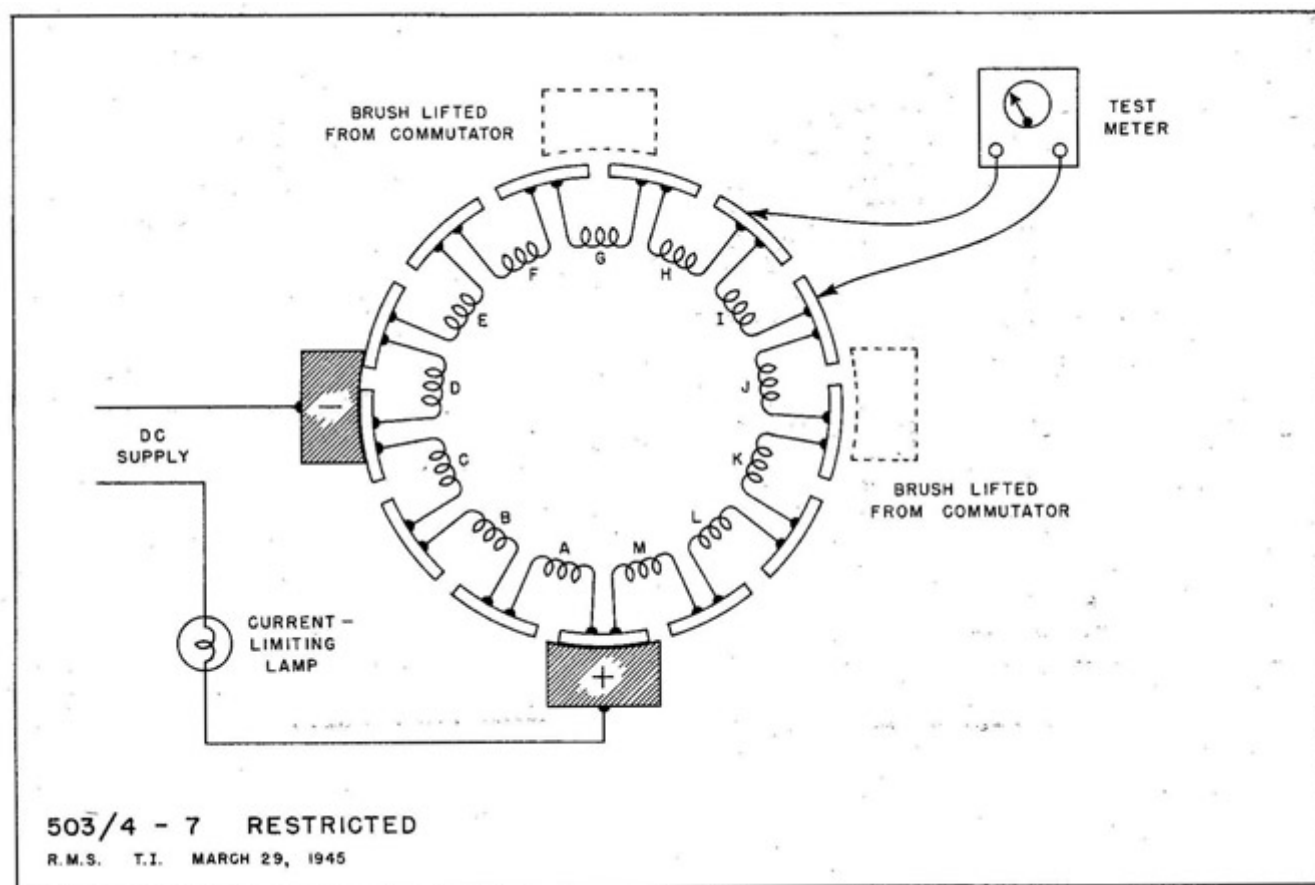 BRUSH LIFTED
FROM COMMUTATOR
TEST
METER
F
G
H
E
I
D
J
DC
SUPPLY
C
K
BRUSH LIFTED
FROM COMMUTATOR
B
L
A
M
CURRENT-
LIMITING
LAMP
−
+
503/4 - 7 RESTRICTED
R.M.S. T.I. MARCH 29, 1945